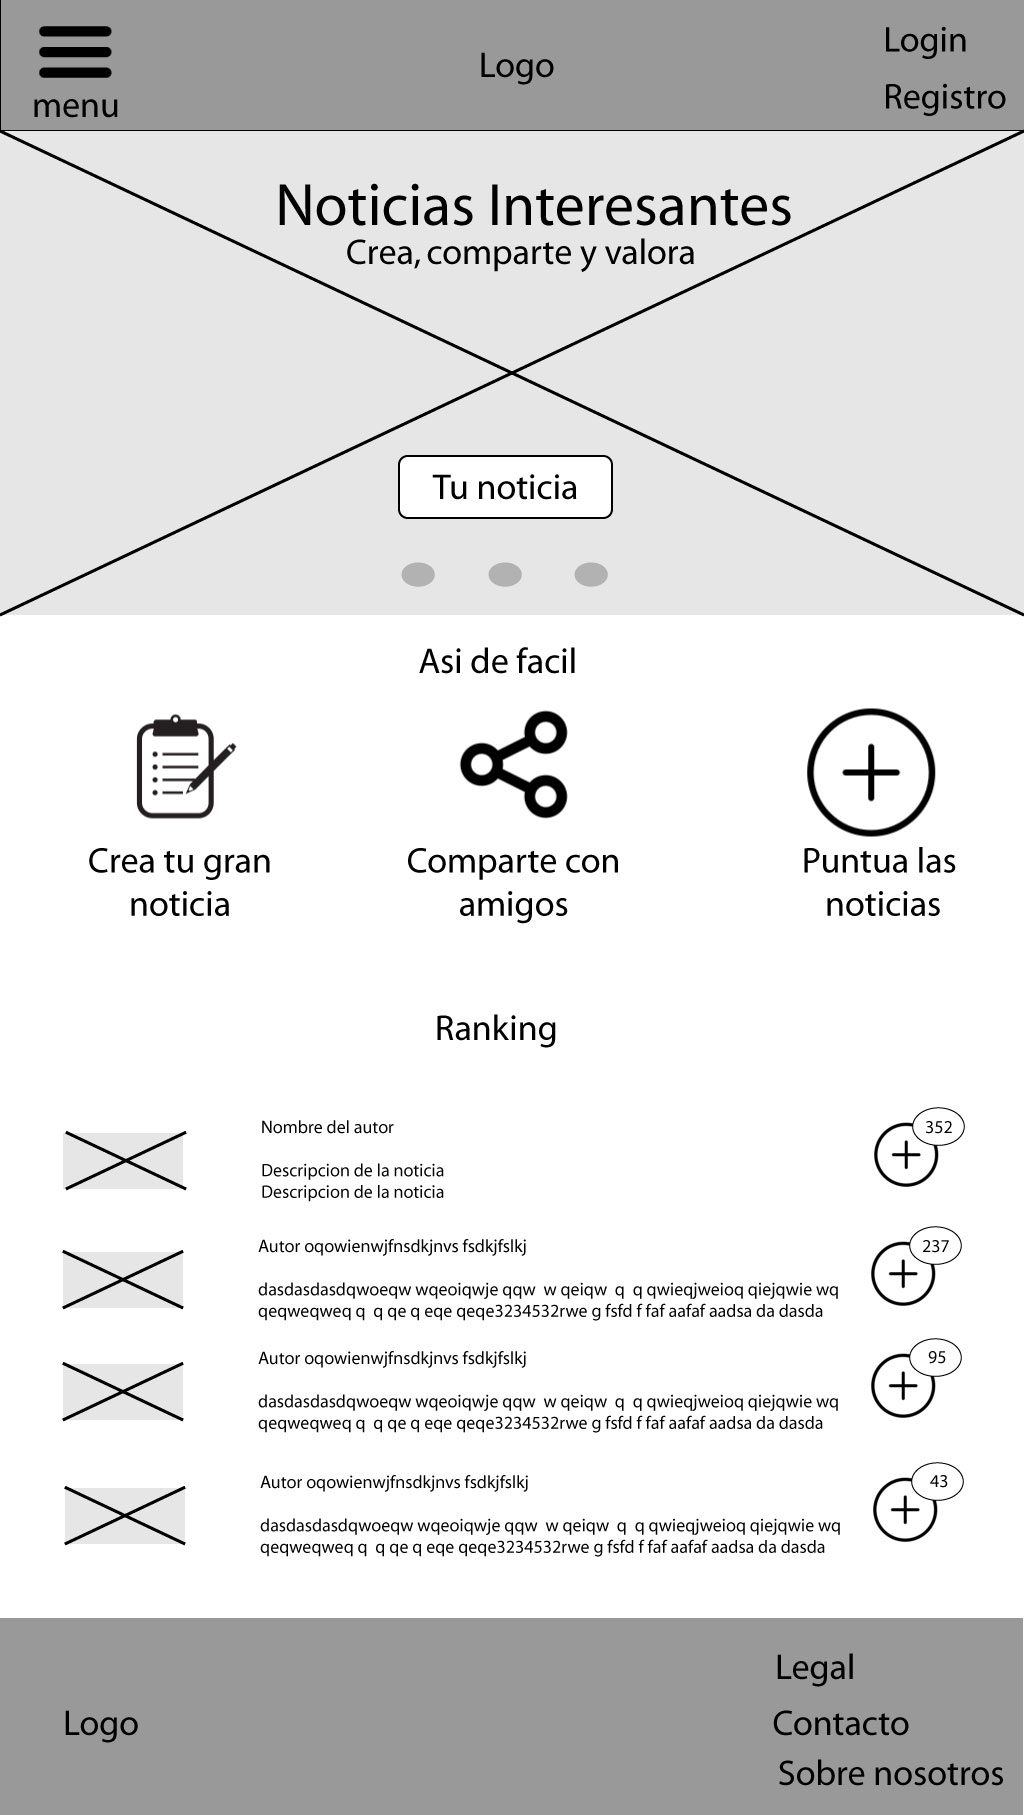 menu
Logo
Login
Registro
Noticias Interesantes
Crea, comparte y valora
Tu noticia
Asi de facil
Crea tu gran
noticia
Comparte con
amigos
Puntua las
noticias
Ranking
Nombre del autor
352
Descripcion de la noticia
Descripcion de la noticia
Autor oqowienwjfnsdkjnvs fsdkjfslkj
237
dasdasdasdqwoeqw wqeoiqwje qqw w qeiqw q q qwieqjweioq qiejqwie wq
qeqweqweq q q qe q eqe qeqe3234532rwe g fsfd f faf aafaf aadsa da dasda
Autor oqowienwjfnsdkjnvs fsdkjfslkj
95
dasdasdasdqwoeqw wqeoiqwje qqw w qeiqw q q qwieqjweioq qiejqwie wq
qeqweqweq q q qe q eqe qeqe3234532rwe g fsfd f faf aafaf aadsa da dasda
Autor oqowienwjfnsdkjnvs fsdkjfslkj
43
dasdasdasdqwoeqw wqeoiqwje qqw w qeiqw q q qwieqjweioq qiejqwie wq
qeqweqweq q q qe q eqe qeqe3234532rwe g fsfd f faf aafaf aadsa da dasda
Logo
Legal
Contacto
Sobre nosotros